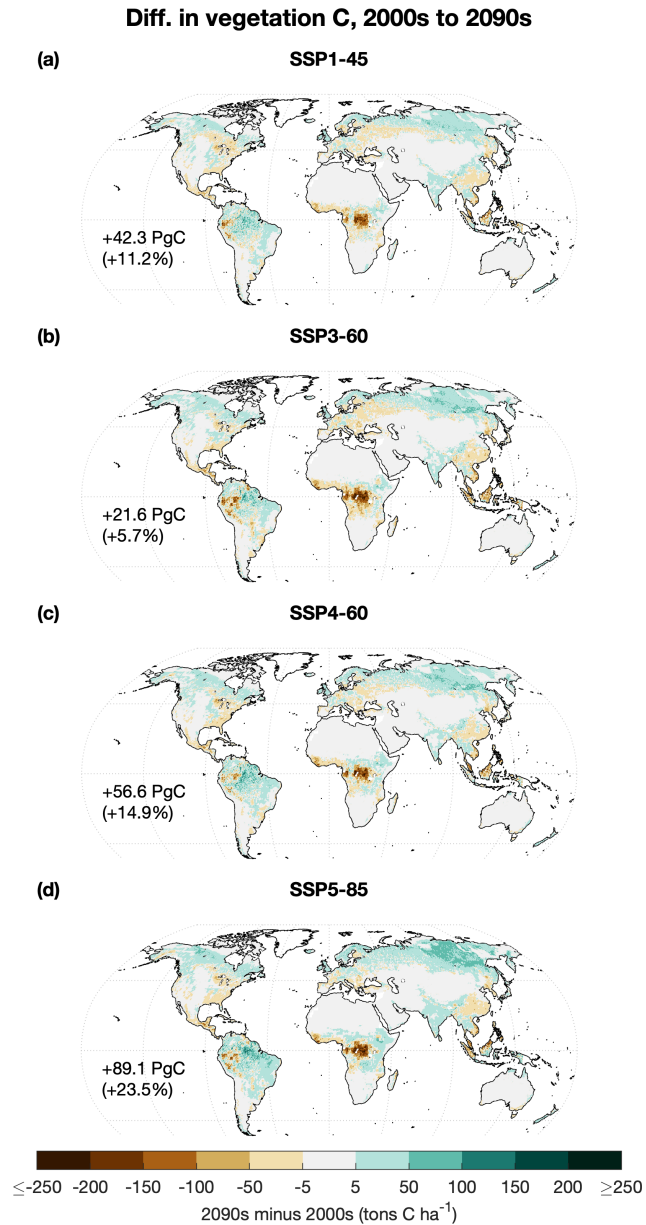 Diff. in vegetation C, 2000s to 2090s
(a)
SSP1-45
+42.3 PgC
(+11.2%)
(b)
SSP3-60
+21.6 PgC
(+5.7%)
(c)
SSP4-60
+56.6 PgC
(+14.9%)
(d)
SSP5-85
+89.1 PgC
(+23.5%)
≤-250 -200 -150 -100 -50 -5 5 50 100 150 200 ≥250
2090s minus 2000s (tons C ha⁻¹)